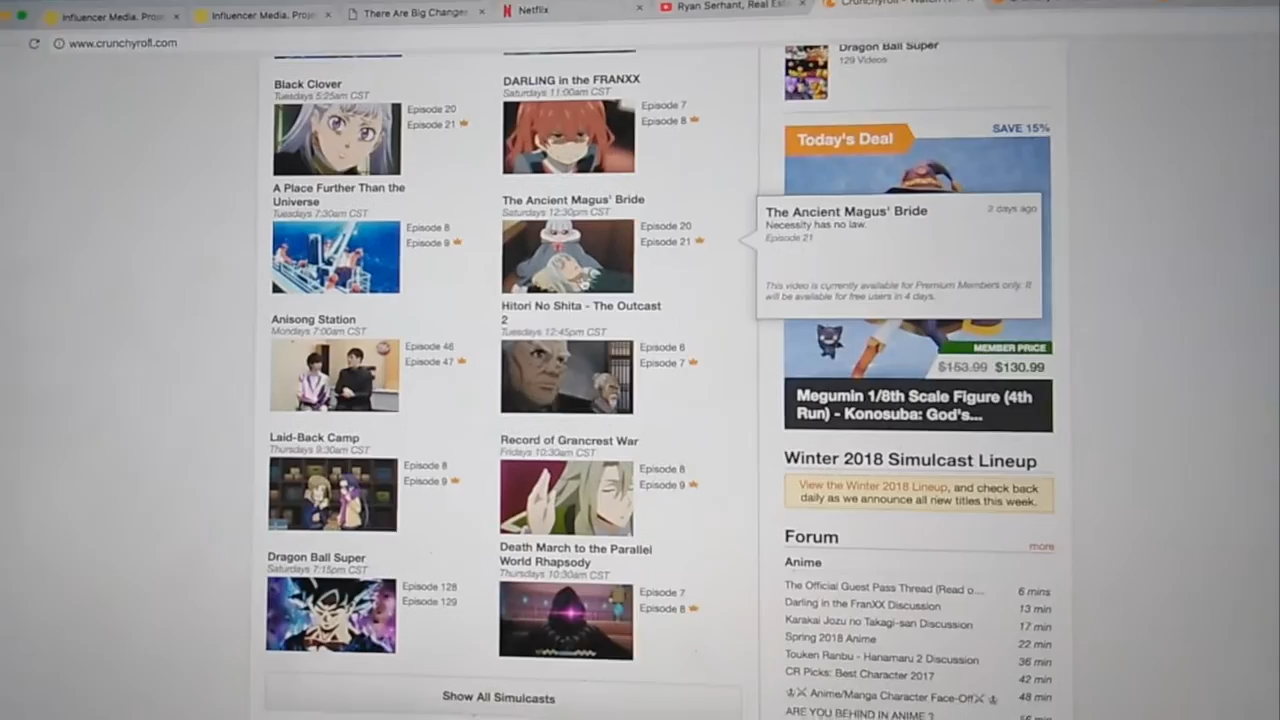 Influencer Media. Pros
Influencer Media. Proj
There Are Big Changes
Netflix
Ryan Serhant, Real Est
www.crunchyroll.com
Black Clover
Tuesdays 5:25am CST
Episode 20
Episode 21
A Place Further Than the
Universe
Tuesdays 7:30am CST
Episode 8
Episode 9
Anisong Station
Mondays 7:00am CST
Episode 46
Episode 47
Laid-Back Camp
Thursdays 9:30am CST
Episode 8
Episode 9
Dragon Ball Super
Saturdays 7:15pm CST
Episode 128
Episode 129
DARLING in the FRANXX
Saturdays 11:00am CST
Episode 7
Episode 8
The Ancient Magus' Bride
Saturdays 12:30pm CST
Episode 20
Episode 21
Hitori No Shita - The Outcast
2
Tuesdays 12:45pm CST
Episode 6
Episode 7
Record of Grancrest War
Fridays 10:30am CST
Episode 8
Episode 9
Death March to the Parallel
World Rhapsody
Thursdays 10:30am CST
Episode 7
Episode 8
Show All Simulcasts
Dragon Ball Super
129 Videos
Today's Deal
SAVE 15%
The Ancient Magus' Bride
2 days ago
Necessity has no law.
Episode 21
This video is currently available for Premium Members only. It
will be available for free users in 4 days.
MEMBER PRICE
$153.99 $130.99
Megumin 1/8th Scale Figure (4th
Run) - Konosuba: God's...
Winter 2018 Simulcast Lineup
View the Winter 2018 Lineup, and check back
daily as we announce all new titles this week.
Forum
more
Anime
The Official Guest Pass Thread (Read o... 6 mins
Darling in the FranXX Discussion 13 min
Karakai Jozu no Takagi-san Discussion 17 min
Spring 2018 Anime 22 min
Touken Ranbu - Hanamaru 2 Discussion 36 min
CR Picks: Best Character 2017 42 min
Anime/Manga Character Face-Off 48 min
ARE YOU BEHIND IN ANIME ?